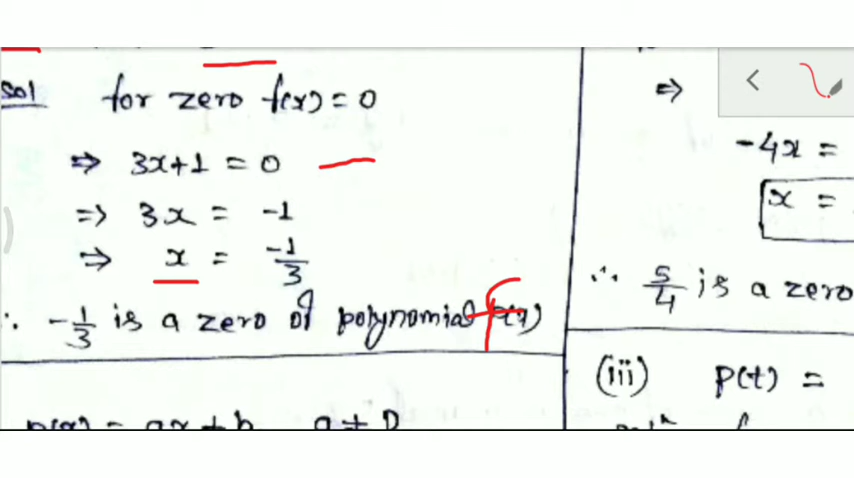 Sol for zero f(x) = 0
⇒ 3x+1 = 0
⇒ 3x = -1
⇒ x = -1/3
∴ -1/3 is a zero of polynomial f(x)
p(x) = ax + b
⇒
-4x =
x =
∴ 5/4 is a zero
(iii) p(t) =